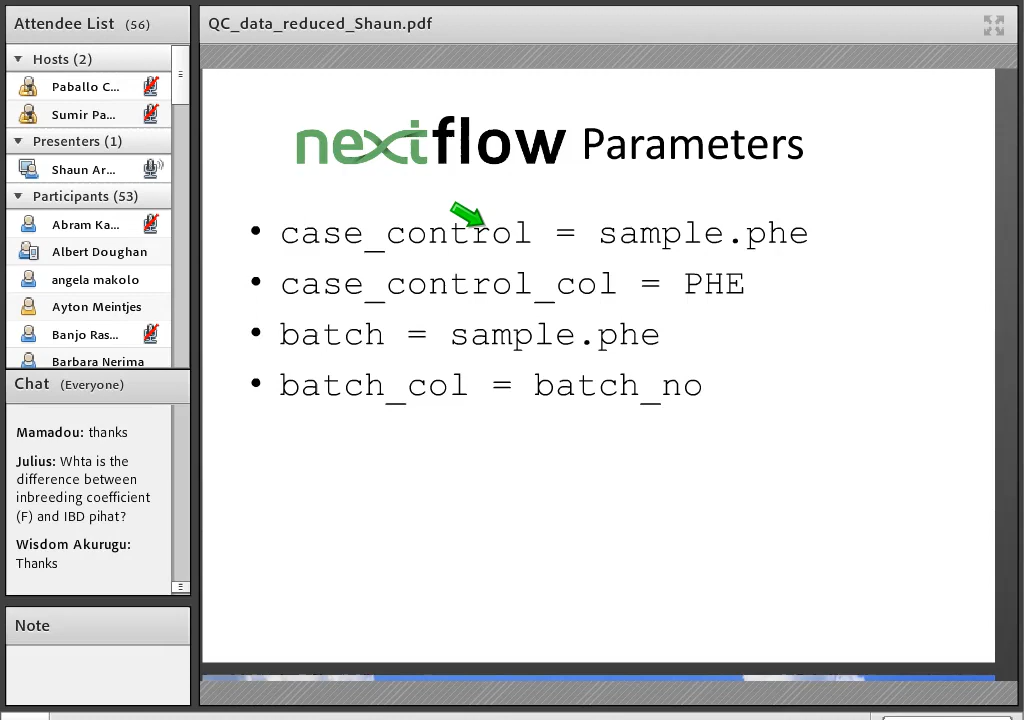 Attendee List (56)
Hosts (2)
Paballo C...
Sumir Pa...
Presenters (1)
Shaun Ar...
Participants (53)
Abram Ka...
Albert Doughan
angela makolo
Ayton Meintjes
Banjo Ras...
Barbara Nerima
Chat (Everyone)
Mamadou: thanks
Julius: Whta is the
difference between
inbreeding coefficient
(F) and IBD pihat?
Wisdom Akurugu:
Thanks
Note
QC_data_reduced_Shaun.pdf
nextflow Parameters
• case_control = sample.phe
• case_control_col = PHE
• batch = sample.phe
• batch_col = batch_no